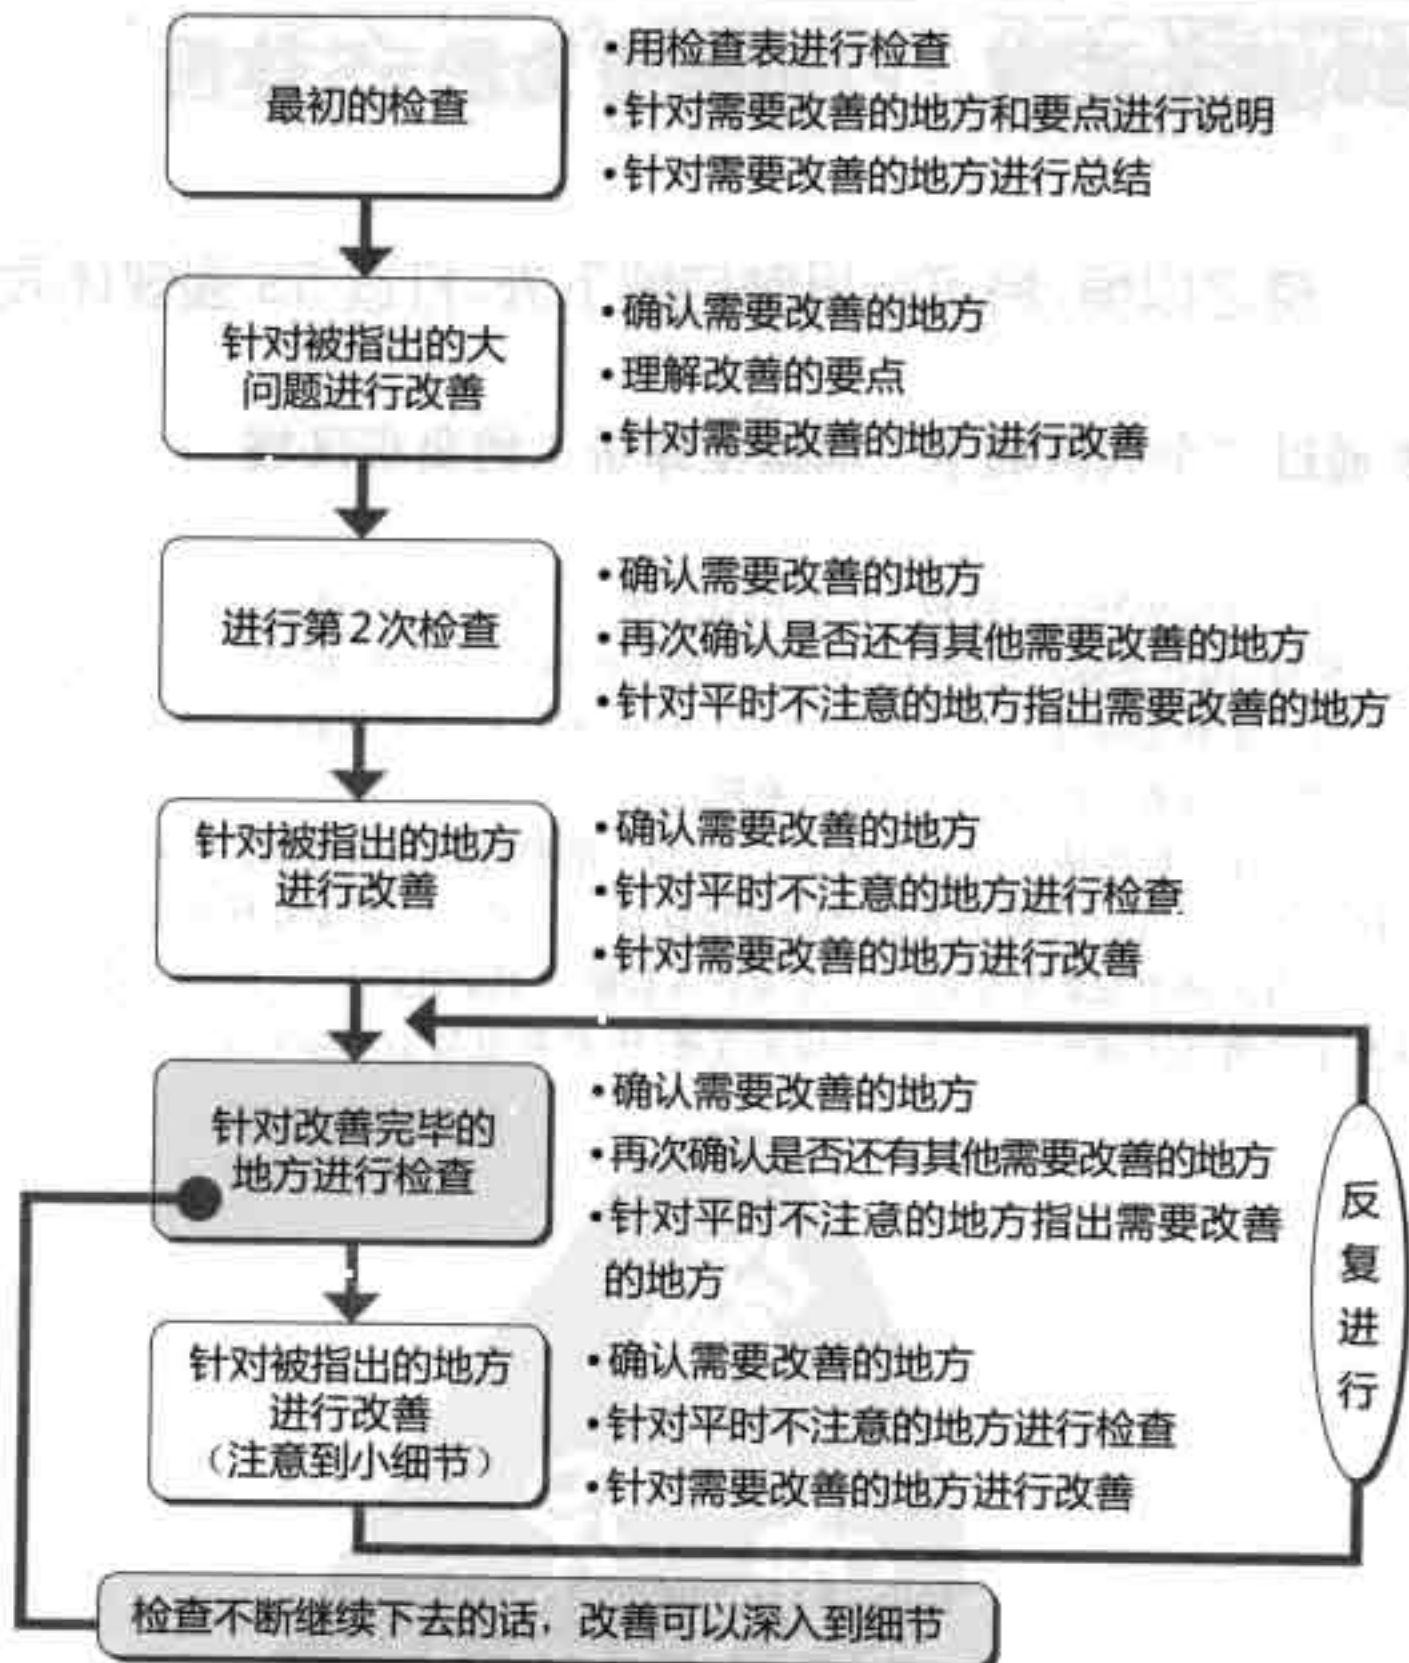 最初的检查
•用检查表进行检查
•针对需要改善的地方和要点进行说明
•针对需要改善的地方进行总结
针对被指出的大
问题进行改善
•确认需要改善的地方
•理解改善的要点
•针对需要改善的地方进行改善
进行第2次检查
•确认需要改善的地方
•再次确认是否还有其他需要改善的地方
•针对平时不注意的地方指出需要改善的地方
针对被指出的地方
进行改善
•确认需要改善的地方
•针对平时不注意的地方进行检查
•针对需要改善的地方进行改善
针对改善完毕的
地方进行检查
•确认需要改善的地方
•再次确认是否还有其他需要改善的地方
•针对平时不注意的地方指出需要改善
的地方
反复进行
针对被指出的地方
进行改善
（注意到小细节）
•确认需要改善的地方
•针对平时不注意的地方进行检查
•针对需要改善的地方进行改善
检查不断继续下去的话，改善可以深入到细节